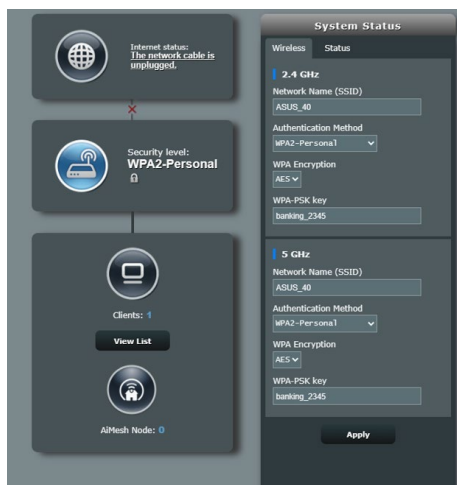 Internet status:
The network cable is
unplugged.
Security level:
WPA2-Personal
Clients: 1
View List
AiMesh Node: 0
System Status
Wireless
Status
2.4 GHz
Network Name (SSID)
ASUS_40
Authentication Method
WPA2-Personal
WPA Encryption
AES
WPA-PSK key
banking_2345
5 GHz
Network Name (SSID)
ASUS_40
Authentication Method
WPA2-Personal
WPA Encryption
AES
WPA-PSK key
banking_2345
Apply